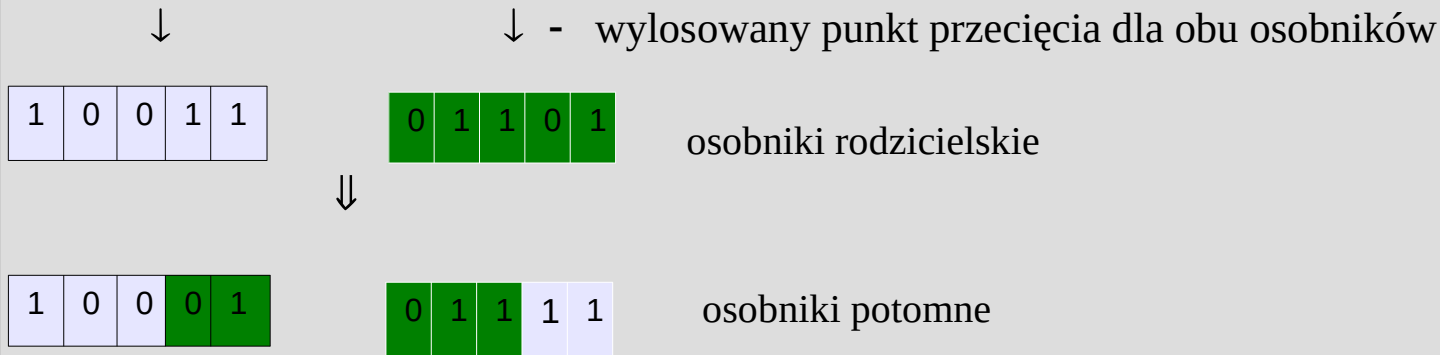 ↓ ↓ - wylosowany punkt przecięcia dla obu osobników
1 0 0 1 1 0 1 1 0 1 osobniki rodzicielskie
⇓
1 0 0 0 1 0 1 1 1 1 osobniki potomne